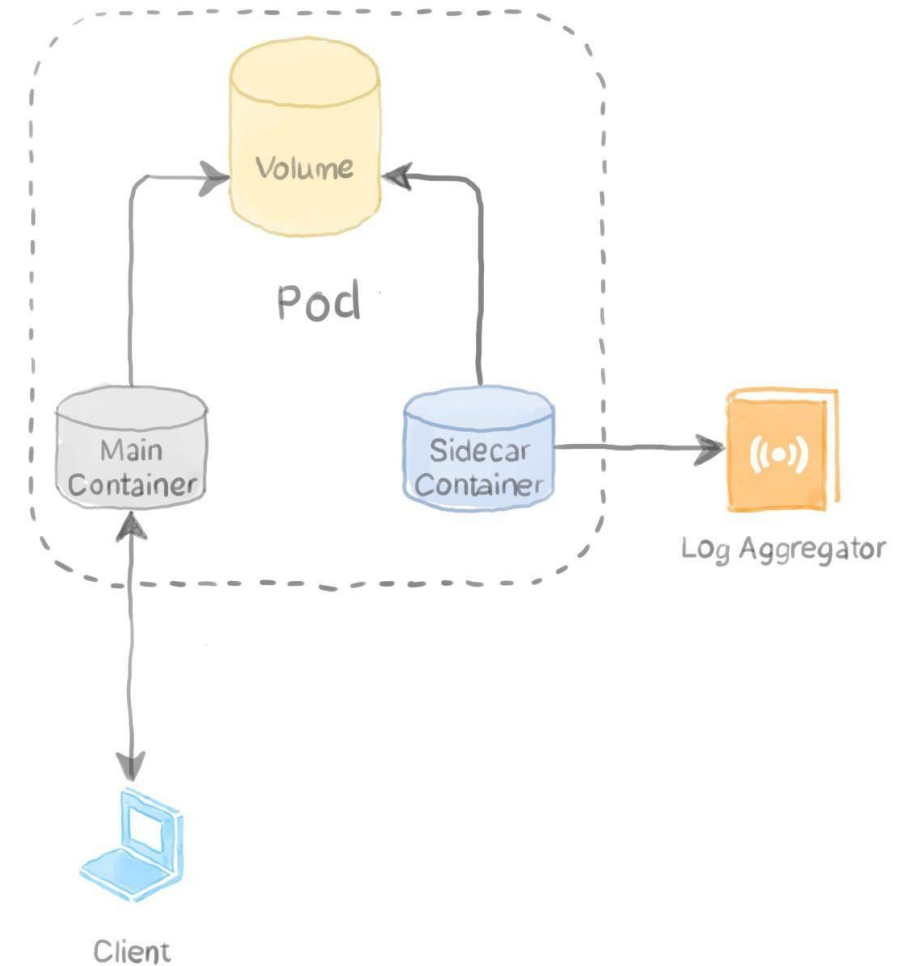 Volume
Pod
Main
Container
Sidecar
Container
Log Aggregator
Client